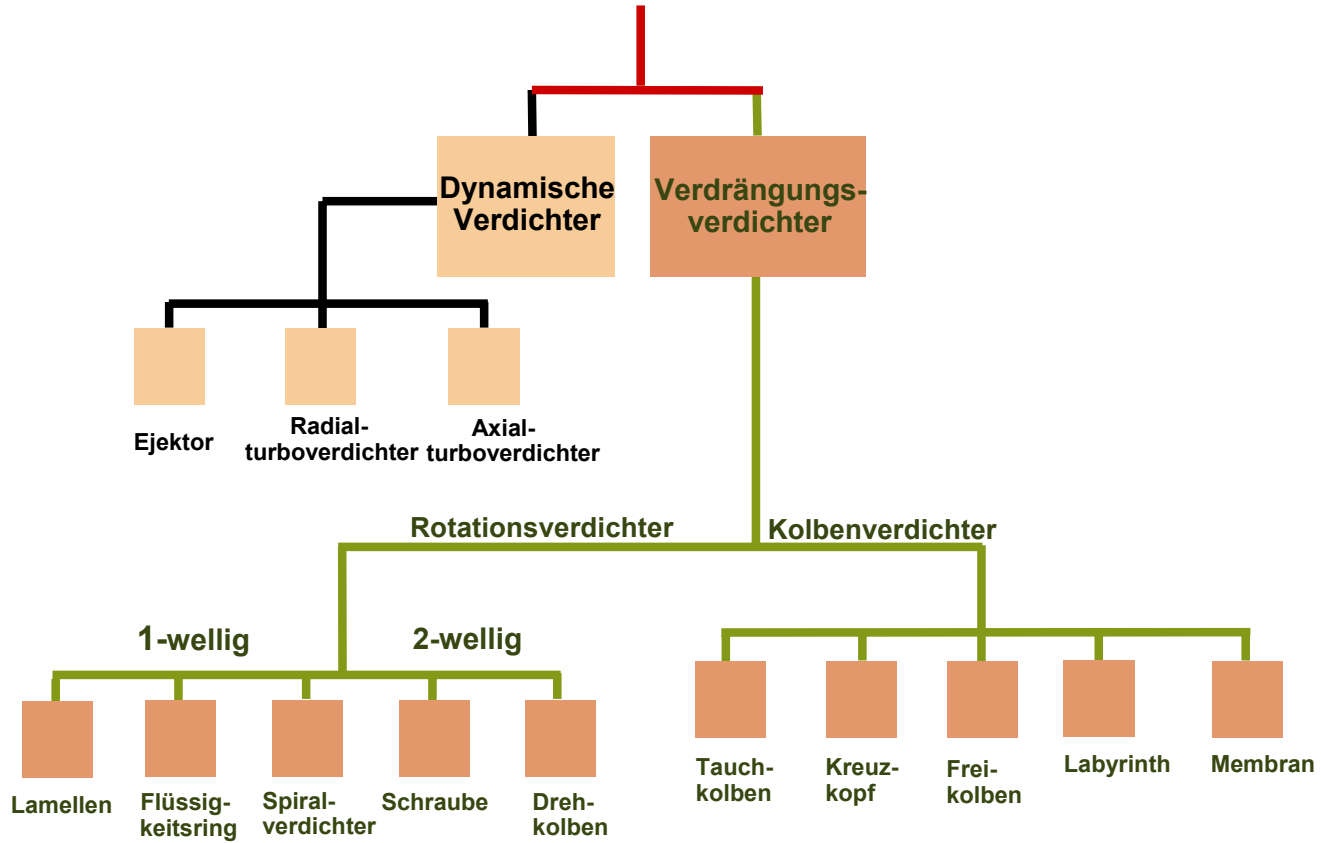 Dynamische
Verdichter
Verdrängungs-
verdichter
Ejektor
Radial-
turboverdichter
Axial-
turboverdichter
Rotationsverdichter
Kolbenverdichter
1-wellig
2-wellig
Lamellen
Flüssig-
keitsring
Spiral-
verdichter
Schraube
Dreh-
kolben
Tauch-
kolben
Kreuz-
kopf
Frei-
kolben
Labyrinth
Membran